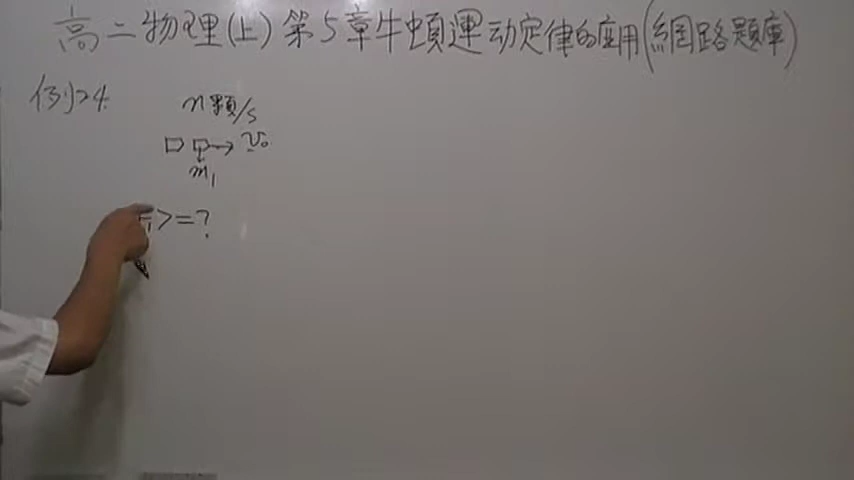 高二物理(上)第5章牛頓運动定律的应用(網路題庫)
例24.
n顆/s
v₀
m₁
>=?